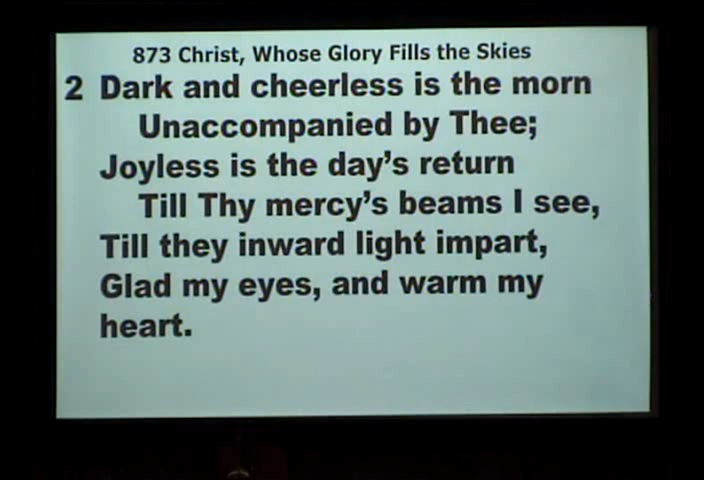 873 Christ, Whose Glory Fills the Skies
2 Dark and cheerless is the morn
Unaccompanied by Thee;
Joyless is the day’s return
Till Thy mercy’s beams I see,
Till they inward light impart,
Glad my eyes, and warm my
heart.